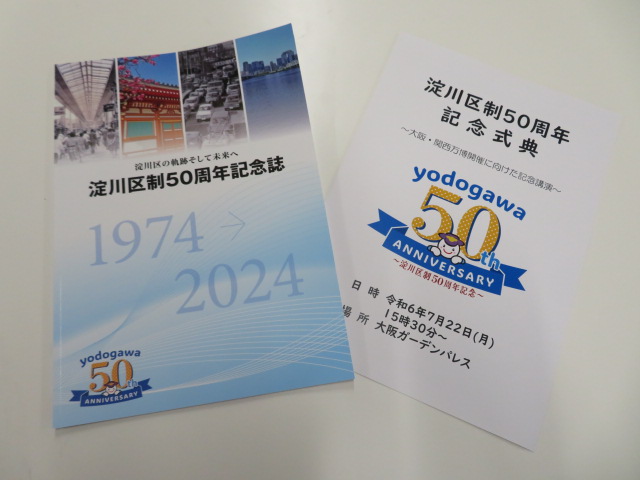 淀川区の軌跡そして未来へ
淀川区制50周年記念誌
1974→
2024
yodogawa
50th
ANNIVERSARY
淀川区制50周年
記念式典
～大阪・関西万博開催に向けた記念講演～
yodogawa
50th
ANNIVERSARY
～淀川区制50周年記念～
日 時 令和6年7月22日(月)
15時30分～
場 所 大阪ガーデンパレス